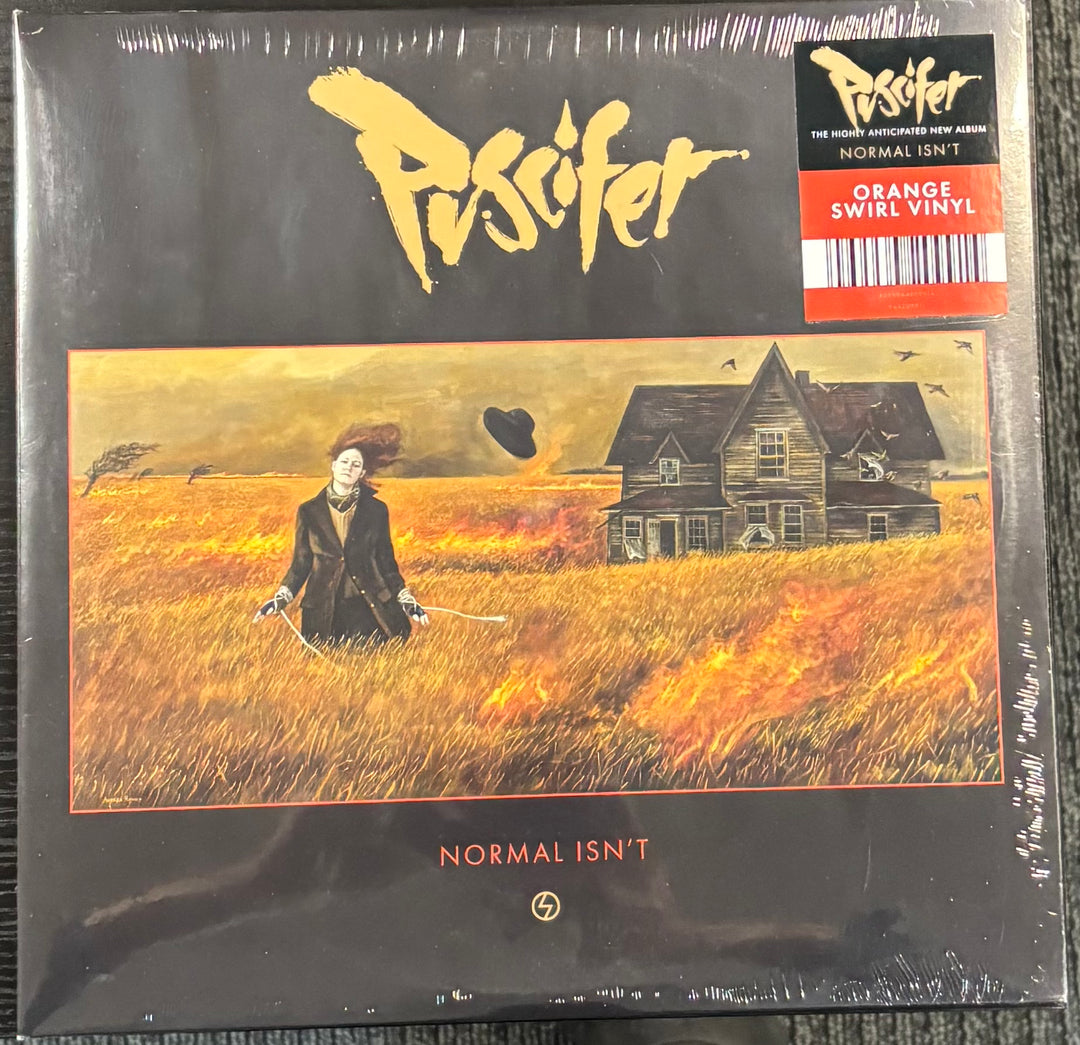 Puscifer
Puscifer
THE HIGHLY ANTICIPATED NEW ALBUM
NORMAL ISN'T
ORANGE
SWIRL VINYL
NORMAL ISN'T